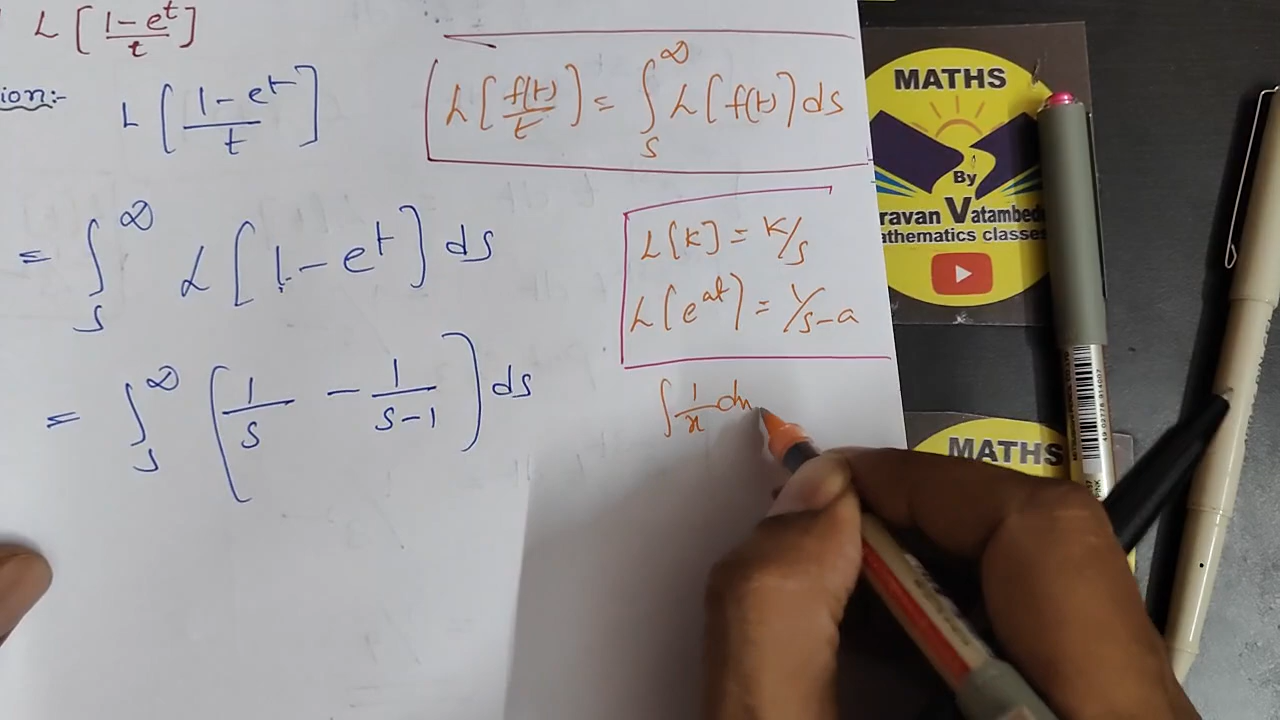 L[(1-e^t)/t]
ion:- L[(1-e^t)/t]
L[f(t)/t] = ∫_s^∞ L[f(t)]ds
= ∫_s^∞ L[1-e^t]ds
L[K] = K/s
L(e^at) = 1/s-a
= ∫_s^∞ (1/s - 1/(s-1))ds
∫ 1/x dx
MATHS
By
ravan Vatambed
athematics classes
MATHS